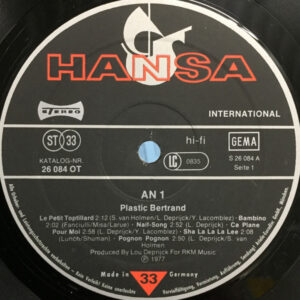 HANSA
STEREO
INTERNATIONAL
ST 33
hi-fi
GEMA
KATALOG-NR
26 084 OT
LC 0835
S 26 084 A
Seite 1
AN 1
Plastic Bertrand
Le Petit Tortillard 2:12 (S. van Holmen/L. Deprijck/Y. Lacomblez) · Bambino
2:02 (Fanciulli/Misa/Larue) · Naif-Song 2:52 (L. Deprijck) · Ca Plane
Pour Moi 2:58 (L. Deprijck/Y. Lacomblez) · Sha La La La Lee 2:08
(Lunch/Shuman) · Pognon Pognon 2:50 (L. Deprijck/S. van
Holmen)
Produced by Lou Deprijck For RKM Music
℗ 1977
Made in 33 Germany